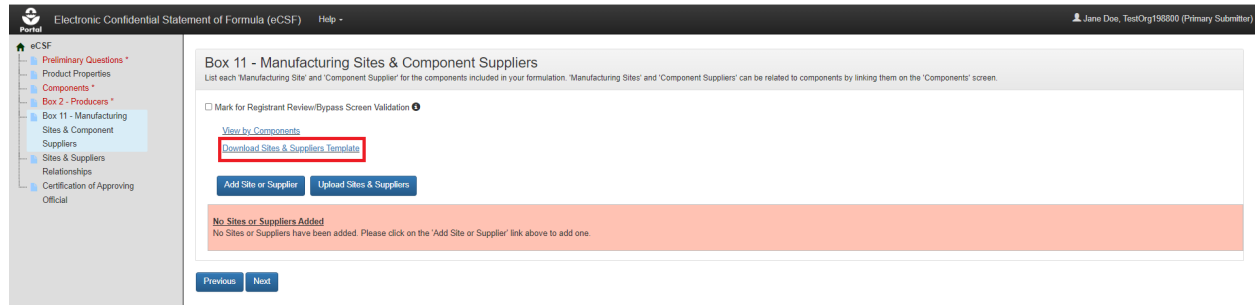 Electronic Confidential Statement of Formula (eCSF) Help
Jane Doe, TestOrg198800 (Primary Submitter)
Portal
eCSF
Preliminary Questions *
Product Properties
Components *
Box 2 - Producers *
Box 11 - Manufacturing
Sites & Component
Suppliers
Sites & Suppliers
Relationships
Certification of Approving
Official
Box 11 - Manufacturing Sites & Component Suppliers
List each 'Manufacturing Site' and 'Component Supplier' for the components included in your formulation. 'Manufacturing Sites' and 'Component Suppliers' can be related to components by linking them on the 'Components' screen.
Mark for Registrant Review/Bypass Screen Validation
View by Components
Download Sites & Suppliers Template
Add Site or Supplier
Upload Sites & Suppliers
No Sites or Suppliers Added
No Sites or Suppliers have been added. Please click on the 'Add Site or Supplier' link above to add one.
Previous
Next